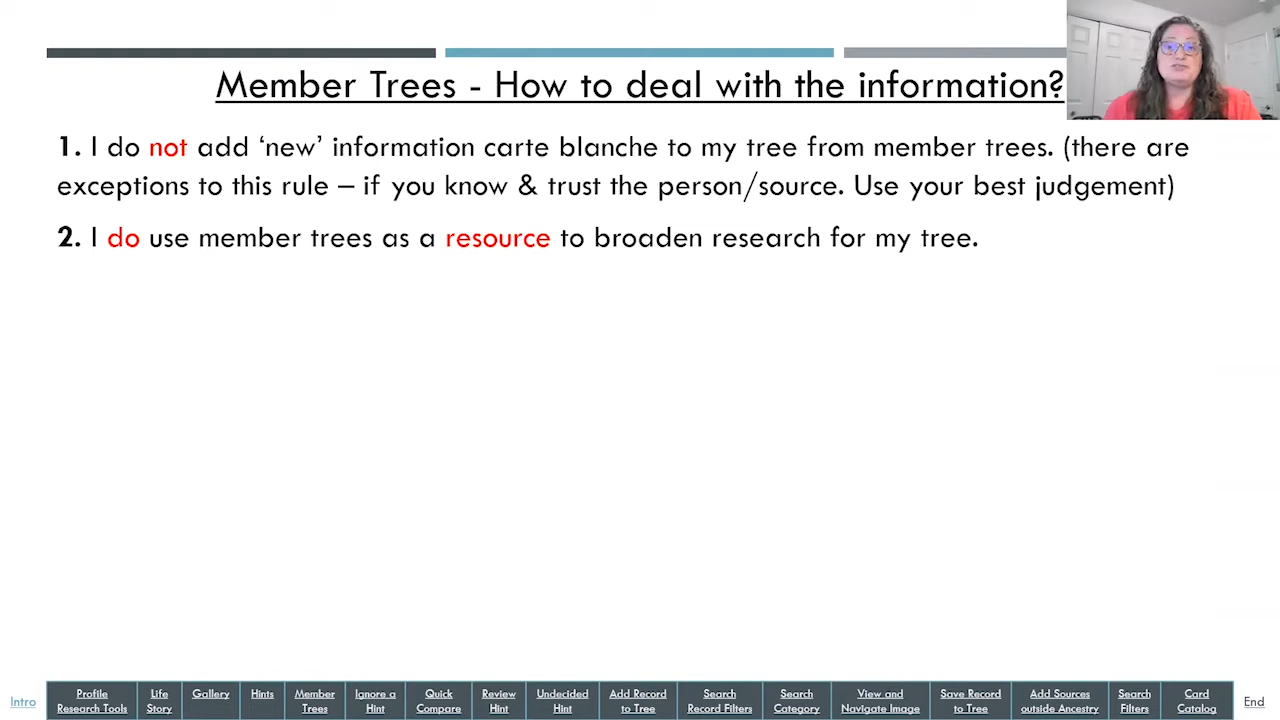 Member Trees - How to deal with the information?
1. I do not add ‘new’ information carte blanche to my tree from member trees. (there are
exceptions to this rule – if you know & trust the person/source. Use your best judgement)
2. I do use member trees as a resource to broaden research for my tree.
Intro
Profile
Research Tools
Life
Story
Gallery
Hints
Member
Trees
Ignore a
Hint
Quick
Compare
Review
Hint
Undecided
Hint
Add Record
to Tree
Search
Record Filters
Search
Category
View and
Navigate Image
Save Record
to Tree
Add Sources
outside Ancestry
Search
Filters
Card
Catalog
End